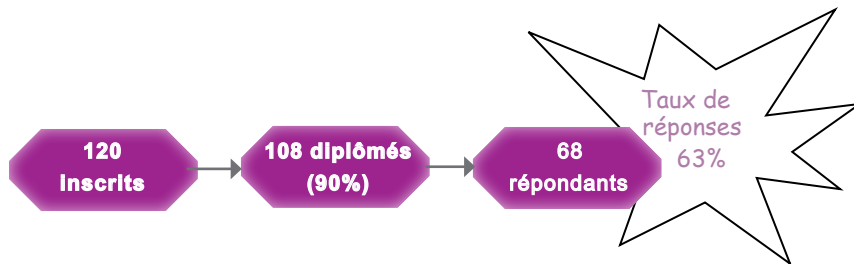 120
inscrits
108 diplômés
(90%)
68
répondants
Taux de
réponses
63%